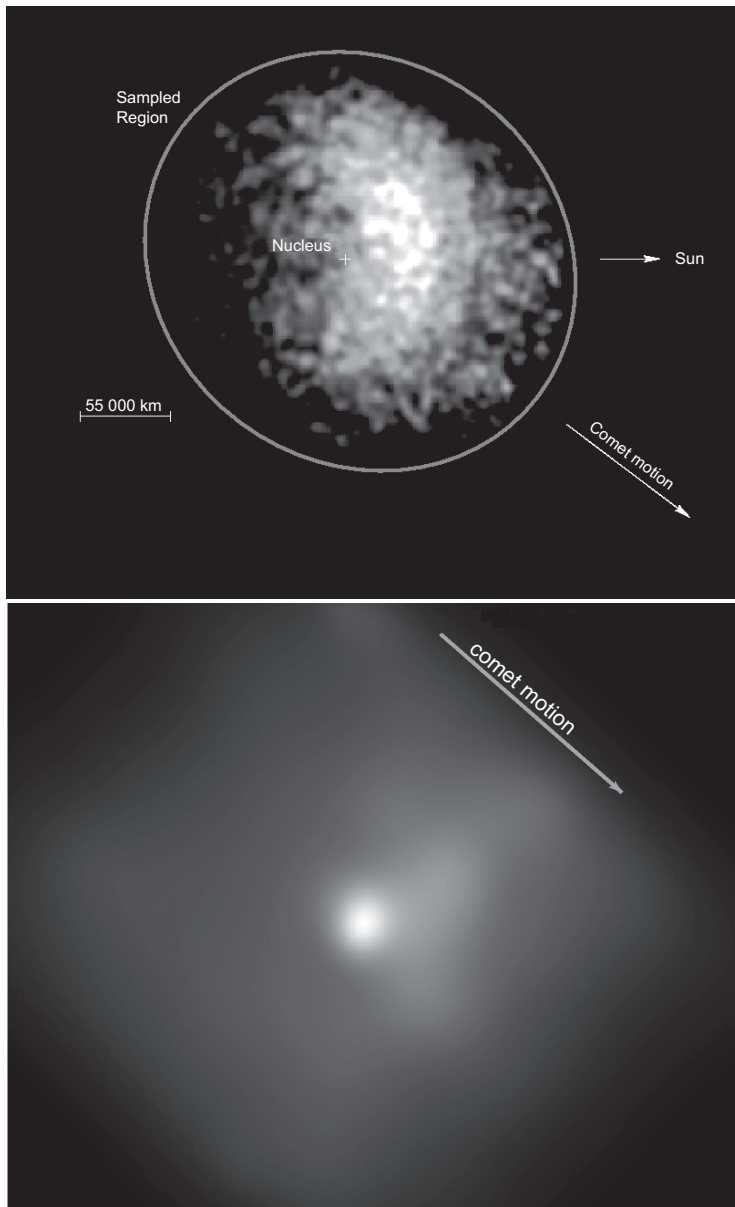 Sampled
Region
Nucleus
Sun
55 000 km
Comet motion
comet motion